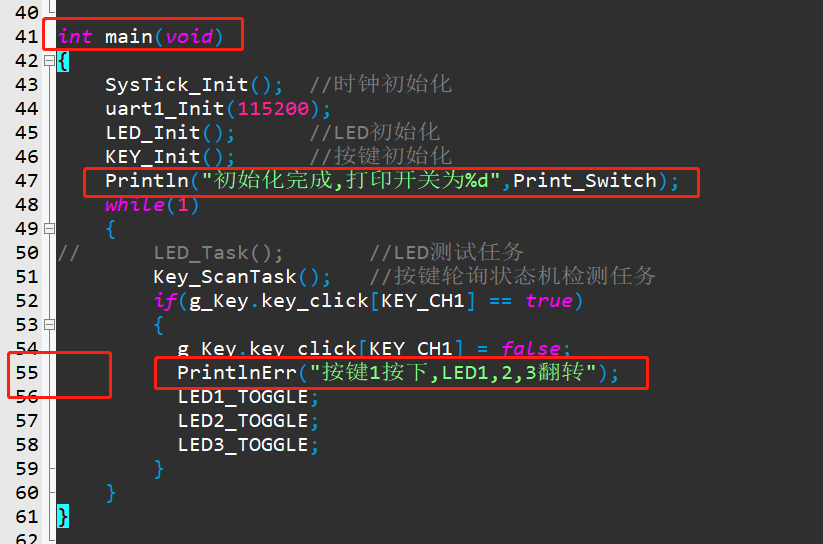 40
41 int main(void)
42 {
43 SysTick_Init(); //时钟初始化
44 uart1_Init(115200);
45 LED_Init(); //LED初始化
46 KEY_Init(); //按键初始化
47 Println("初始化完成,打印开关为%d",Print_Switch);
48 while(1)
49 {
50 // LED_Task(); //LED测试任务
51 Key_ScanTask(); //按键轮询状态机检测任务
52 if(g_Key.key_click[KEY_CH1] == true)
53 {
54 g_Key.key_click[KEY_CH1] = false;
55 PrintlnErr("按键1按下,LED1,2,3翻转");
56 LED1_TOGGLE;
57 LED2_TOGGLE;
58 LED3_TOGGLE;
59 }
60 }
61 }
62